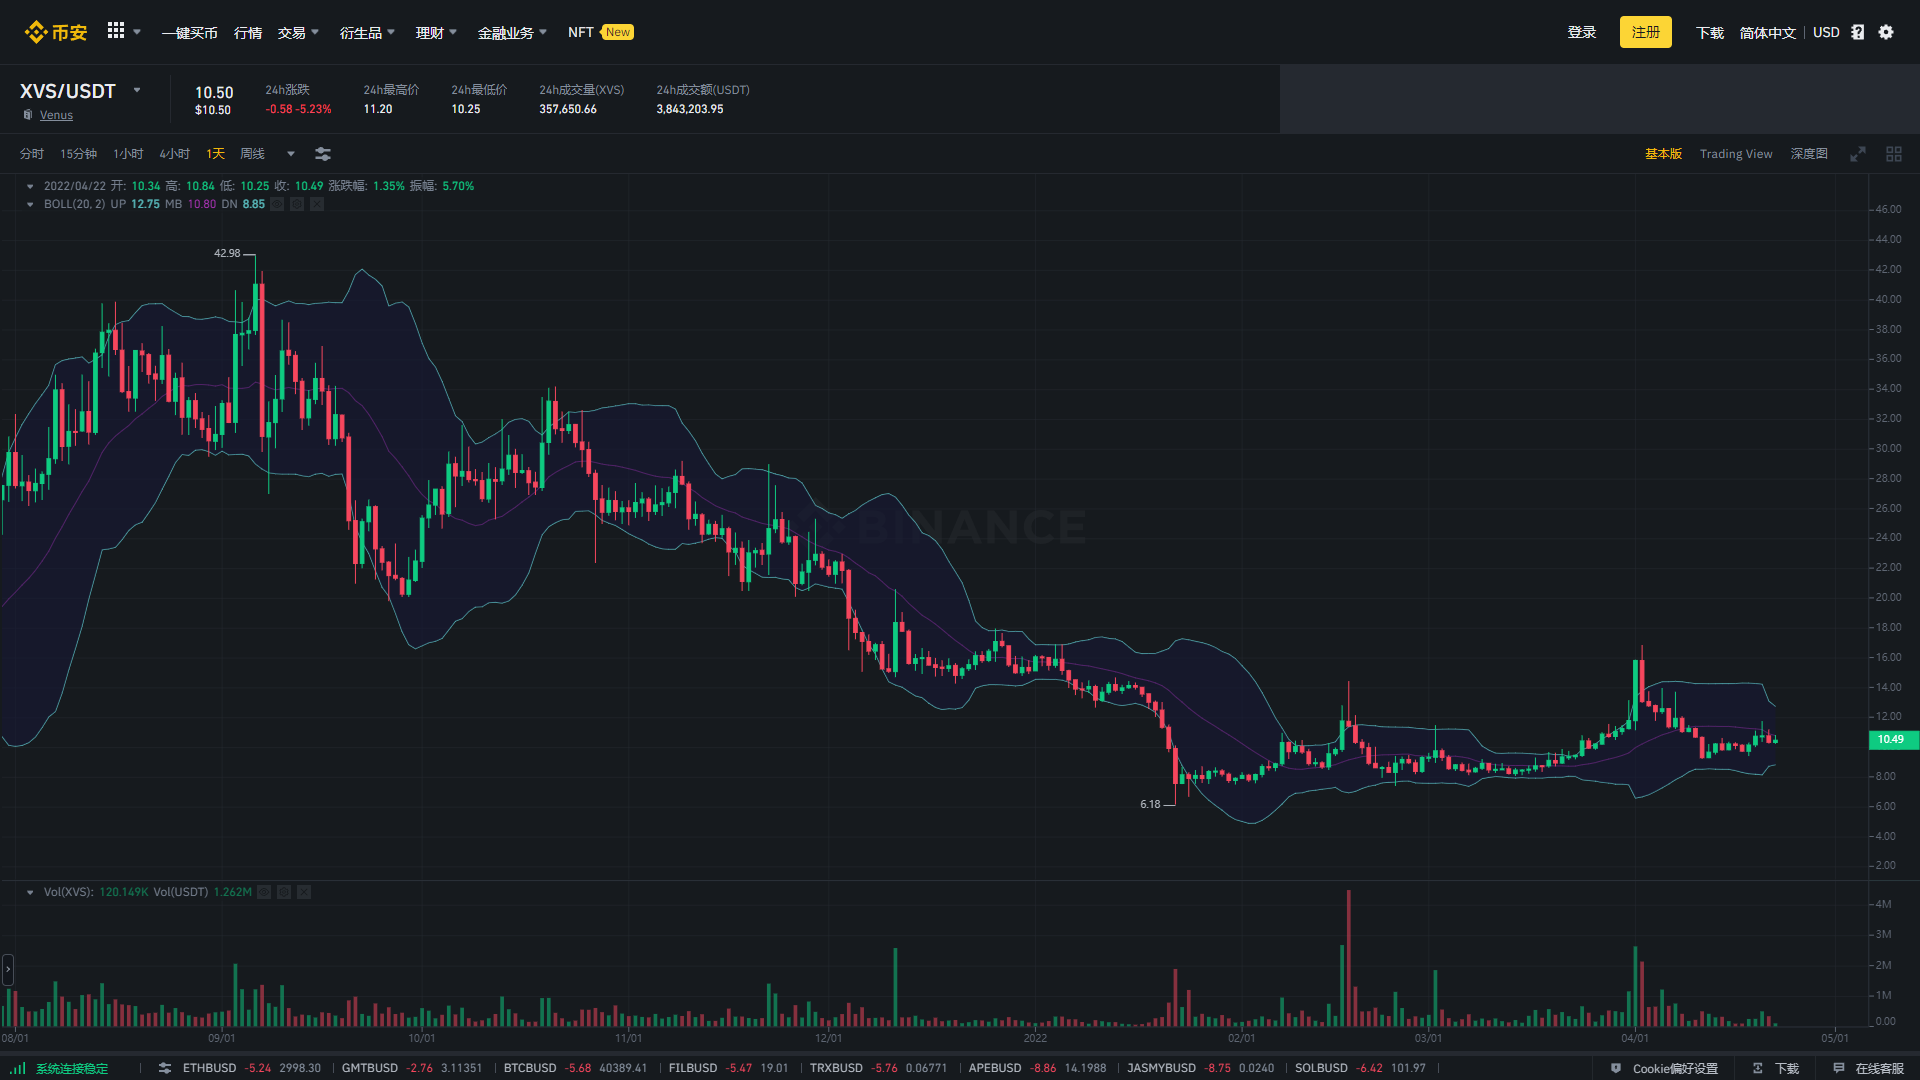 币安 一键买币 行情 交易 衍生品 理财 金融业务 NFT New 登录 注册 下载 简体中文 USD
XVS/USDT
Venus
10.50
$10.50
24h涨跌
-0.58 -5.23%
24h最高价
11.20
24h最低价
10.25
24h成交量(XVS)
357,650.66
24h成交额(USDT)
3,843,203.95
分时 15分钟 1小时 4小时 1天 周线 基本版 Trading View 深度图
2022/04/22 开: 10.34 高: 10.84 低: 10.25 收: 10.49 涨跌幅: 1.35% 振幅: 5.70%
BOLL(20, 2) UP 12.75 MB 10.80 DN 8.85
42.98
6.18
BINANCE
46.00
44.00
42.00
40.00
38.00
36.00
34.00
32.00
30.00
28.00
26.00
24.00
22.00
20.00
18.00
16.00
14.00
12.00
10.49
8.00
6.00
4.00
2.00
Vol(XVS): 120.149K Vol(USDT) 1.262M
4M
3M
2M
1M
0.00
08/01 09/01 10/01 11/01 12/01 2022 02/01 03/01 04/01 05/01
系统连接稳定 ETHBUSD -5.24 2998.30 GMTBUSD -2.76 3.11351 BTCBUSD -5.68 40389.41 FILBUSD -5.47 19.01 TRXBUSD -5.76 0.06771 APEBUSD -8.86 14.1988 JASMYBUSD -8.75 0.0240 SOLBUSD -6.42 101.97 Cookie偏好设置 下载 在线客服